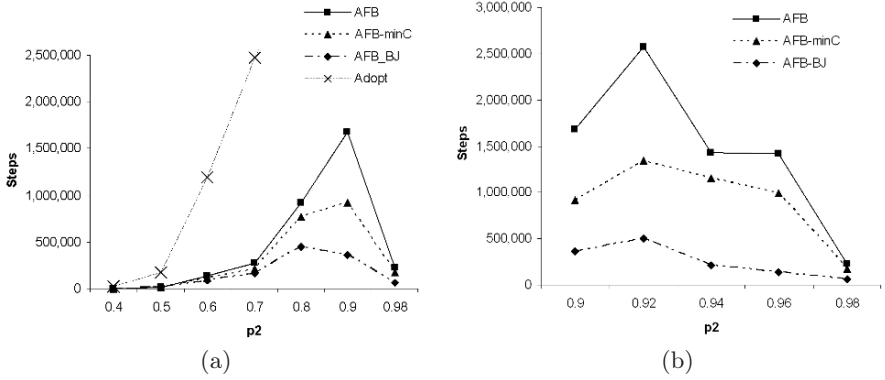 AFB
AFB-minC
AFB_BJ
Adopt
2,500,000
2,000,000
1,500,000
1,000,000
500,000
0
Steps
0.4 0.5 0.6 0.7 0.8 0.9 0.98
p2
(a)
AFB
AFB-minC
AFB-BJ
3,000,000
2,500,000
2,000,000
1,500,000
1,000,000
500,000
0
Steps
0.9 0.92 0.94 0.96 0.98
p2
(b)